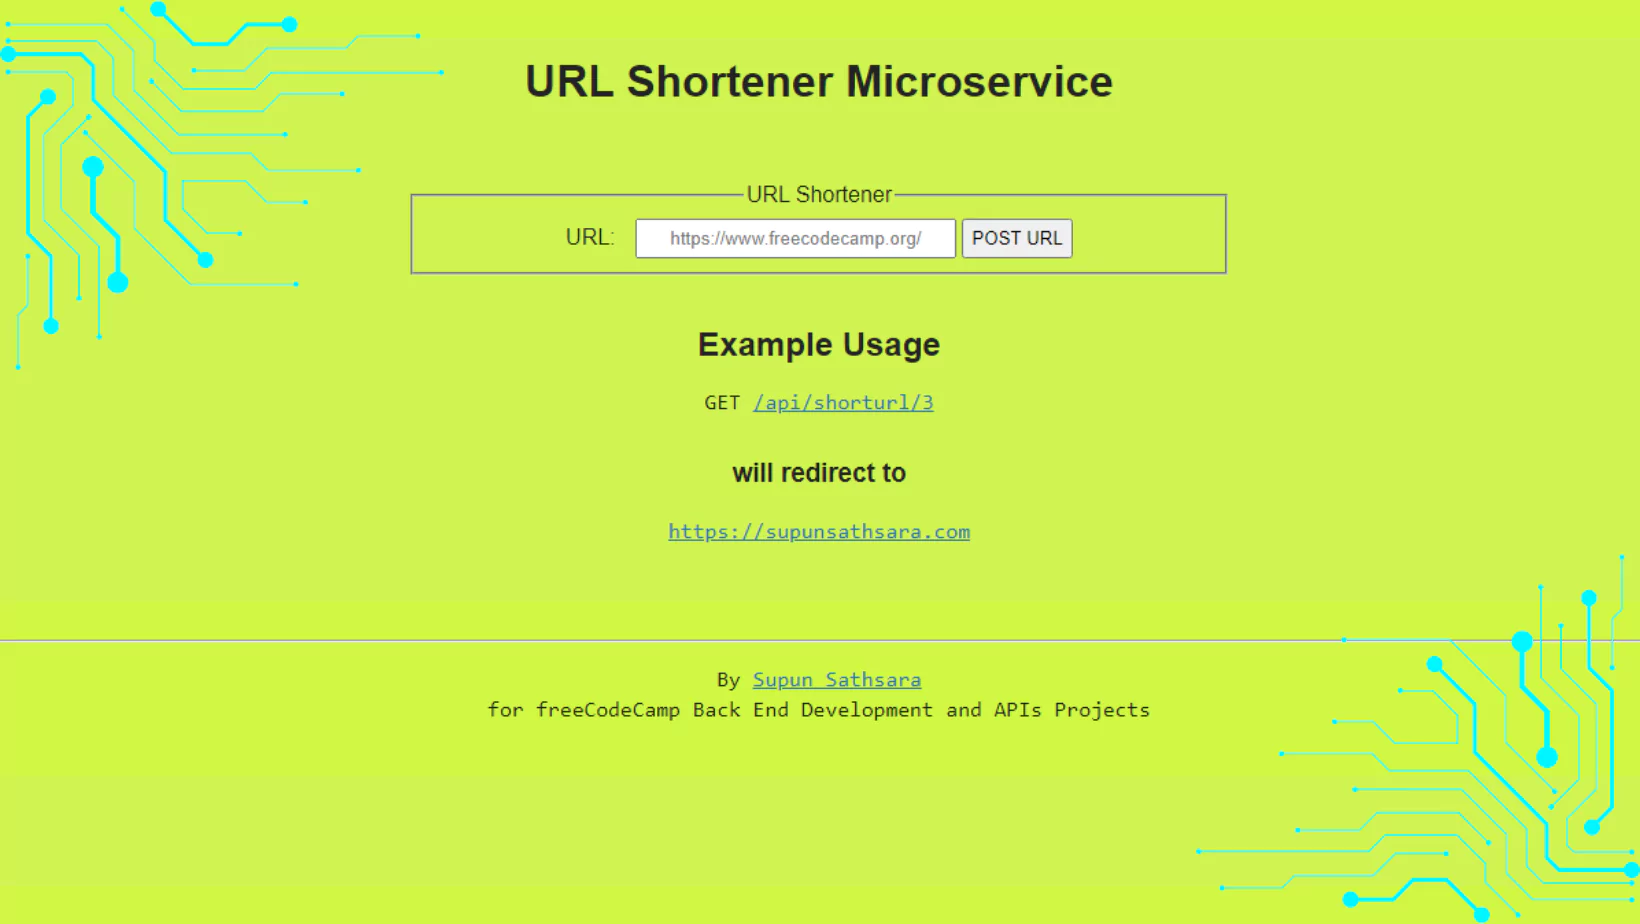 URL Shortener Microservice
URL Shortener
URL: https://www.freecodecamp.org/ POST URL
Example Usage
GET /api/shorturl/3
will redirect to
https://supunsathsara.com
By Supun Sathsara
for freeCodeCamp Back End Development and APIs Projects